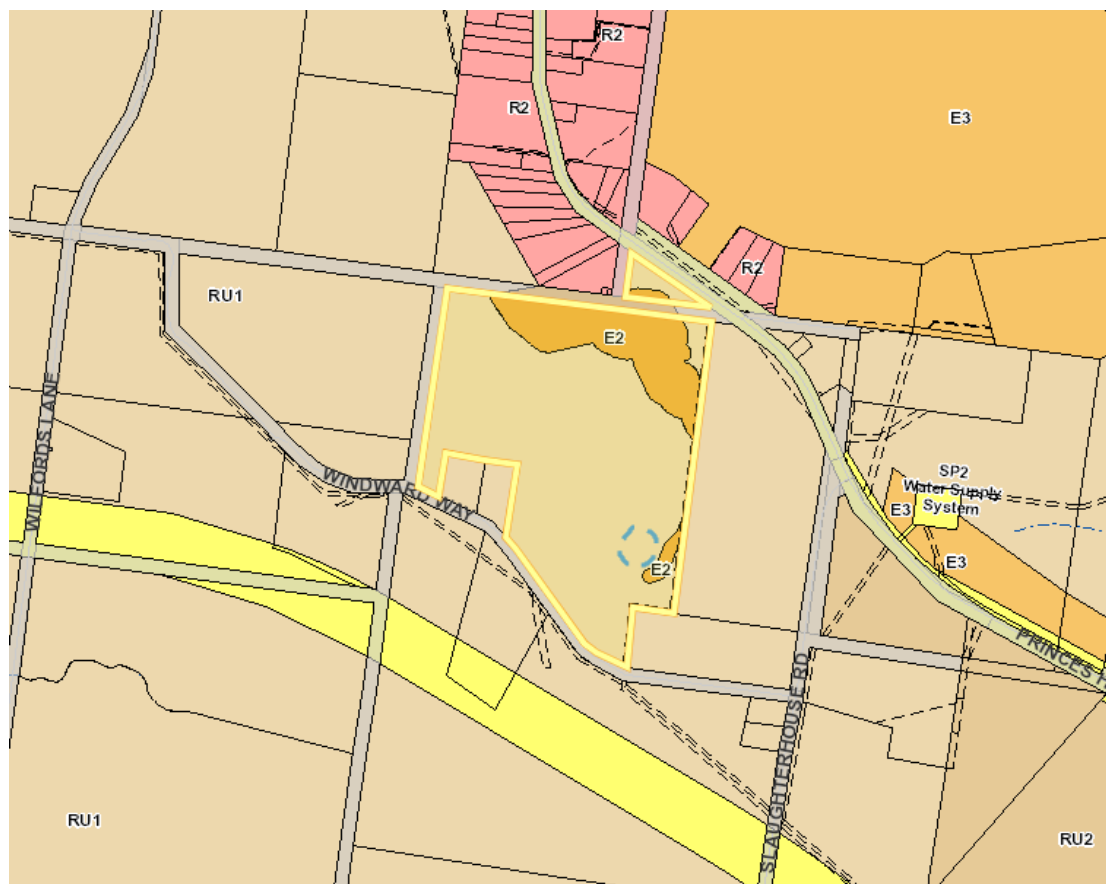 R2
R2
E3
R2
RU1
E2
WILFORDS LANE
WINDWARD WAY
SP2
Water Supply
System
E3
E2
E3
PRINCES H
SLAUGHTERHOUSE RD
RU1
RU2